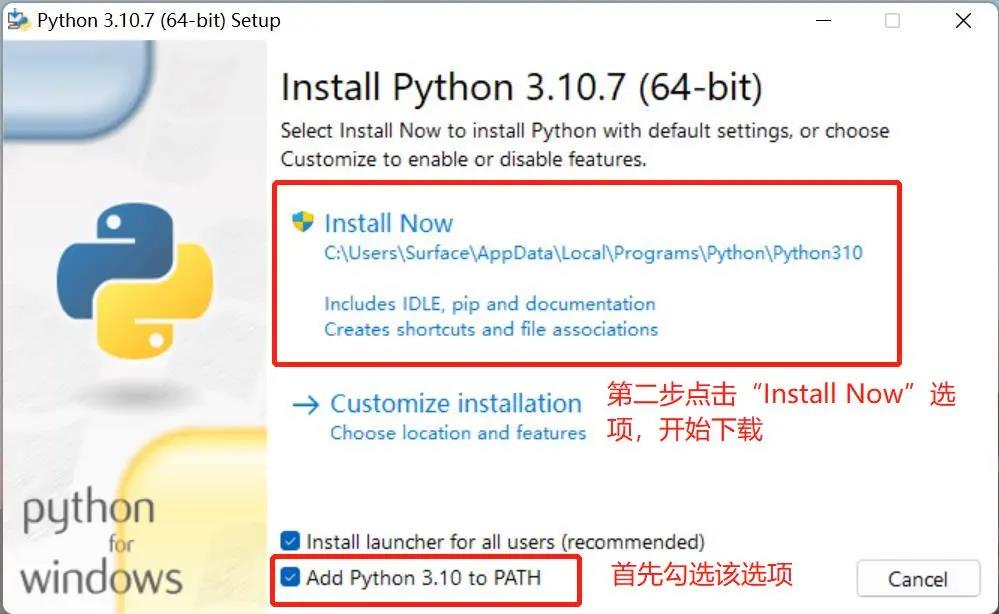 Python 3.10.7 (64-bit) Setup
Install Python 3.10.7 (64-bit)
Select Install Now to install Python with default settings, or choose
Customize to enable or disable features.
Install Now
C:\Users\Surface\AppData\Local\Programs\Python\Python310
Includes IDLE, pip and documentation
Creates shortcuts and file associations
Customize installation
Choose location and features
第二步点击“Install Now”选
项，开始下载
python
for
windows
Install launcher for all users (recommended)
Add Python 3.10 to PATH
首先勾选该选项
Cancel